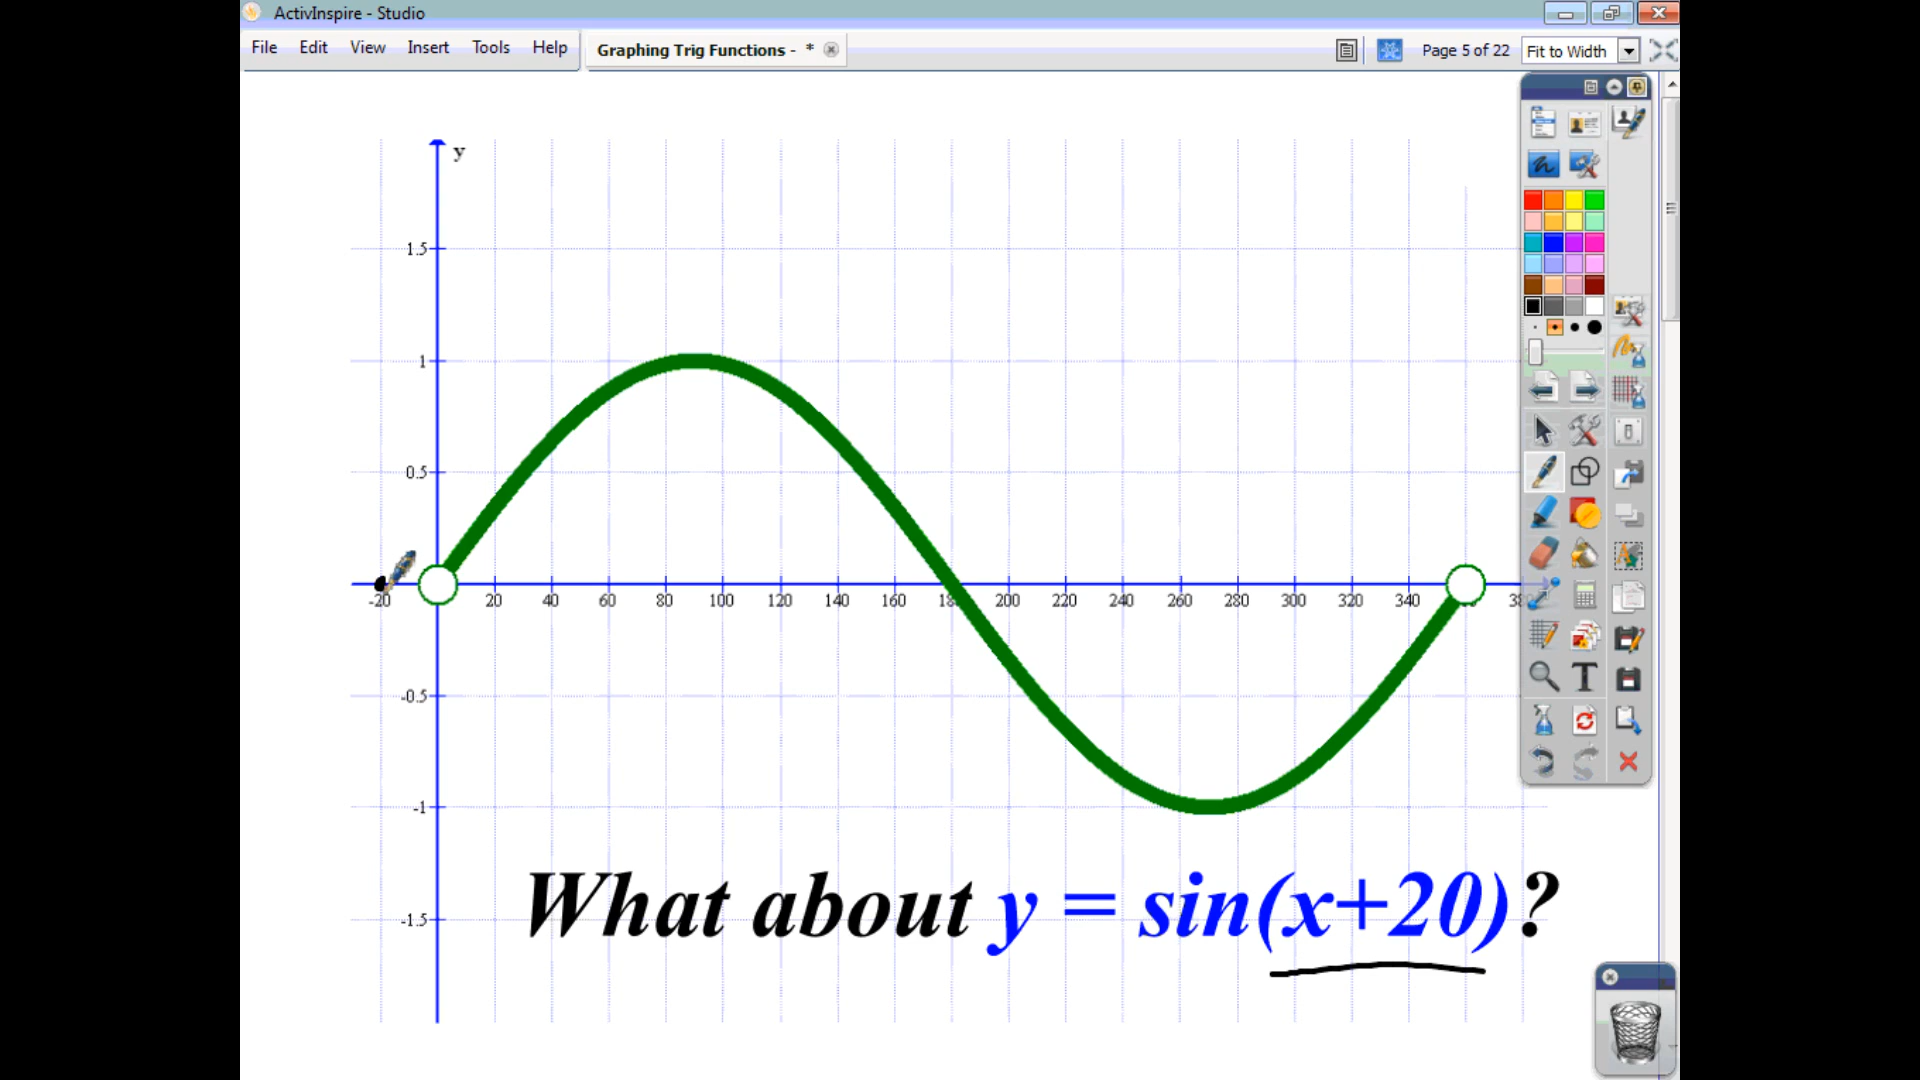 ActivInspire - Studio
File Edit View Insert Tools Help
Graphing Trig Functions - *
Page 5 of 22
Fit to Width
y
1.5
1
0.5
-20 20 40 60 80 100 120 140 160 200 220 240 260 280 300 320 340
-0.5
-1
-1.5
What about y = sin(x+20)?